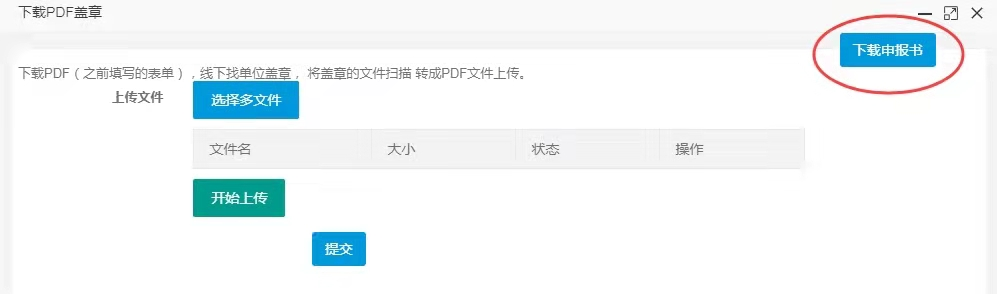 下载PDF盖章
下载申报书
下载PDF（之前填写的表单），线下找单位盖章， 将盖章的文件扫描 转成PDF文件上传。
上传文件
选择多文件
文件名 大小 状态 操作
开始上传
提交